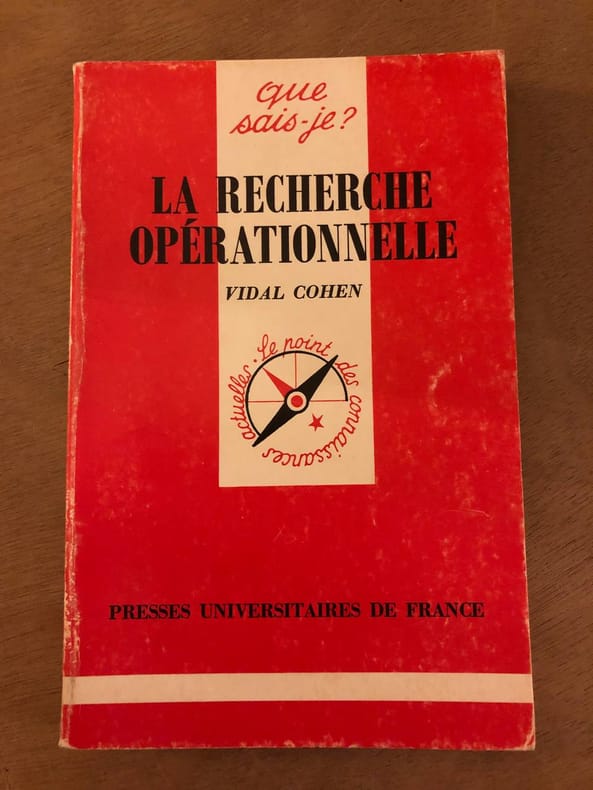 que
sais-je?
LA RECHERCHE
OPÉRATIONNELLE
VIDAL COHEN
Le point des connaissances actuelles.
PRESSES UNIVERSITAIRES DE FRANCE